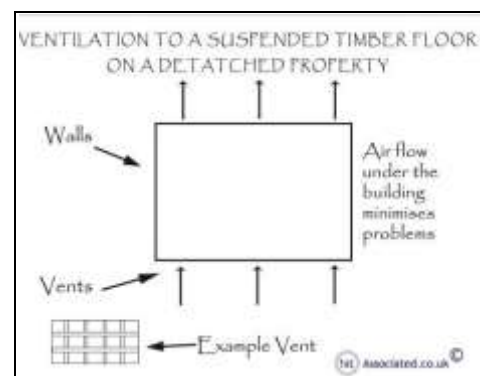 VENTILATION TO A SUSPENDED TIMBER FLOOR
ON A DETATCHED PROPERTY
Walls
Air flow
under the
building
minimises
problems
Vents
Example Vent
Associated.co.uk ©